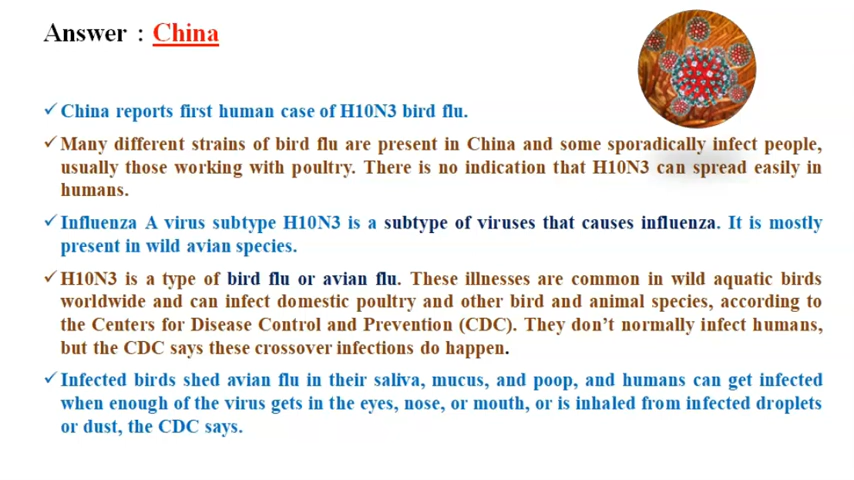 Answer : China
✓ China reports first human case of H10N3 bird flu.
✓ Many different strains of bird flu are present in China and some sporadically infect people,
usually those working with poultry. There is no indication that H10N3 can spread easily in
humans.
✓ Influenza A virus subtype H10N3 is a subtype of viruses that causes influenza. It is mostly
present in wild avian species.
✓ H10N3 is a type of bird flu or avian flu. These illnesses are common in wild aquatic birds
worldwide and can infect domestic poultry and other bird and animal species, according to
the Centers for Disease Control and Prevention (CDC). They don’t normally infect humans,
but the CDC says these crossover infections do happen.
✓ Infected birds shed avian flu in their saliva, mucus, and poop, and humans can get infected
when enough of the virus gets in the eyes, nose, or mouth, or is inhaled from infected droplets
or dust, the CDC says.